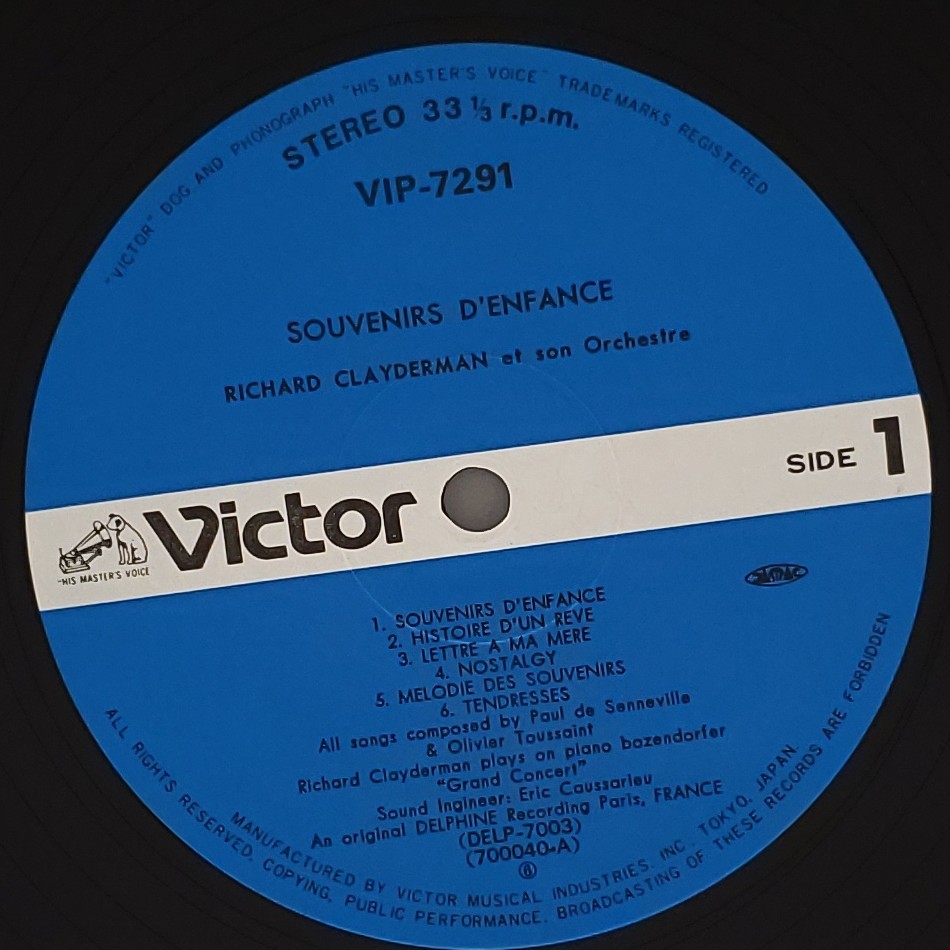 "VICTOR" DOG AND PHONOGRAPH "HIS MASTER'S VOICE" TRADEMARKS REGISTERED
STEREO 33 ⅓ r.p.m.
VIP-7291
SOUVENIRS D'ENFANCE
RICHARD CLAYDERMAN et son Orchestre
SIDE 1
Victor
"HIS MASTER'S VOICE
1. SOUVENIRS D'ENFANCE
2. HISTOIRE D'UN REVE
3. LETTRE A MA MERE
4. NOSTALGY
5. MELODIE DES SOUVENIRS
6. TENDRESSES
All songs composed by Paul de Senneville
& Olivier Toussaint
Richard Clayderman plays on piano bozendorfer
"Grand Concert"
Sound Ingineer: Eric Caussarieu
An original DELPHINE Recording Paris, FRANCE
(DELP-7003)
(700040-A)
MANUFACTURED BY VICTOR MUSICAL INDUSTRIES, INC., TOKYO, JAPAN.
ALL RIGHTS RESERVED. COPYING, PUBLIC PERFORMANCE, BROADCASTING OF THESE RECORDS ARE FORBIDDEN